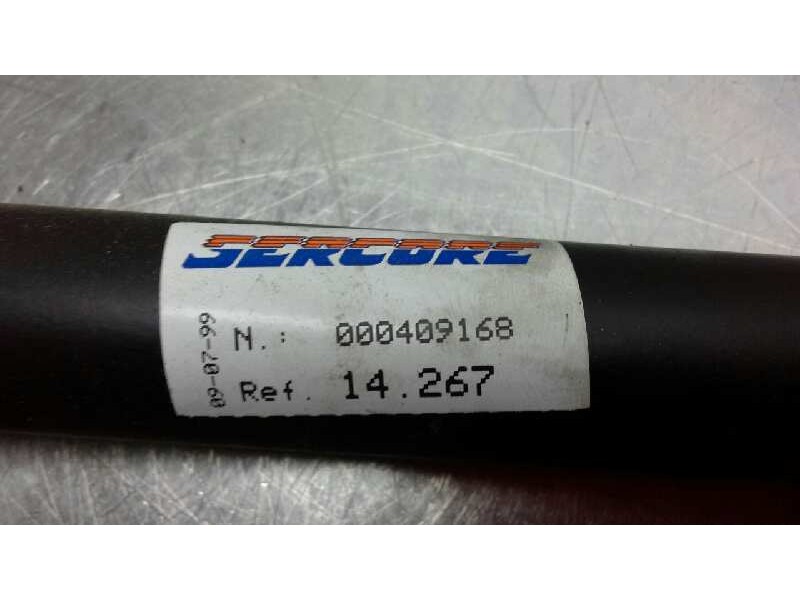 SERCORE
09-07-99
N.: 000409168
Ref. 14.267